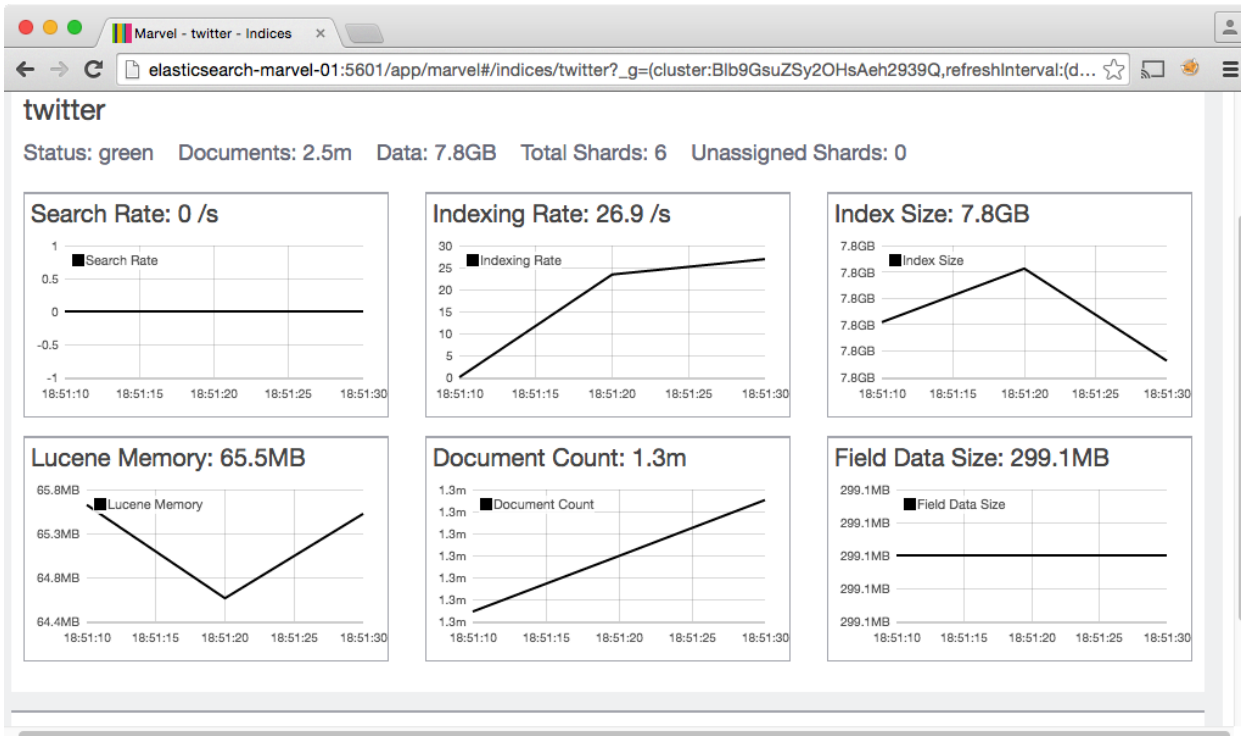 Marvel - twitter - Indices
elasticsearch-marvel-01:5601/app/marvel#/indices/twitter?_g=(cluster:Blb9GsuZSy2OHsAeh2939Q,refreshInterval:(d...
twitter
Status: green Documents: 2.5m Data: 7.8GB Total Shards: 6 Unassigned Shards: 0
Search Rate: 0 /s
1
Search Rate
0.5
0
-0.5
-1
18:51:10 18:51:15 18:51:20 18:51:25 18:51:30
Indexing Rate: 26.9 /s
30
Indexing Rate
25
20
15
10
5
0
18:51:10 18:51:15 18:51:20 18:51:25 18:51:30
Index Size: 7.8GB
7.8GB
Index Size
7.8GB
7.8GB
7.8GB
7.8GB
7.8GB
18:51:10 18:51:15 18:51:20 18:51:25 18:51:30
Lucene Memory: 65.5MB
65.8MB
Lucene Memory
65.3MB
64.8MB
64.4MB
18:51:10 18:51:15 18:51:20 18:51:25 18:51:30
Document Count: 1.3m
1.3m
Document Count
1.3m
1.3m
1.3m
1.3m
1.3m
1.3m
18:51:10 18:51:15 18:51:20 18:51:25 18:51:30
Field Data Size: 299.1MB
299.1MB
Field Data Size
299.1MB
299.1MB
299.1MB
299.1MB
18:51:10 18:51:15 18:51:20 18:51:25 18:51:30